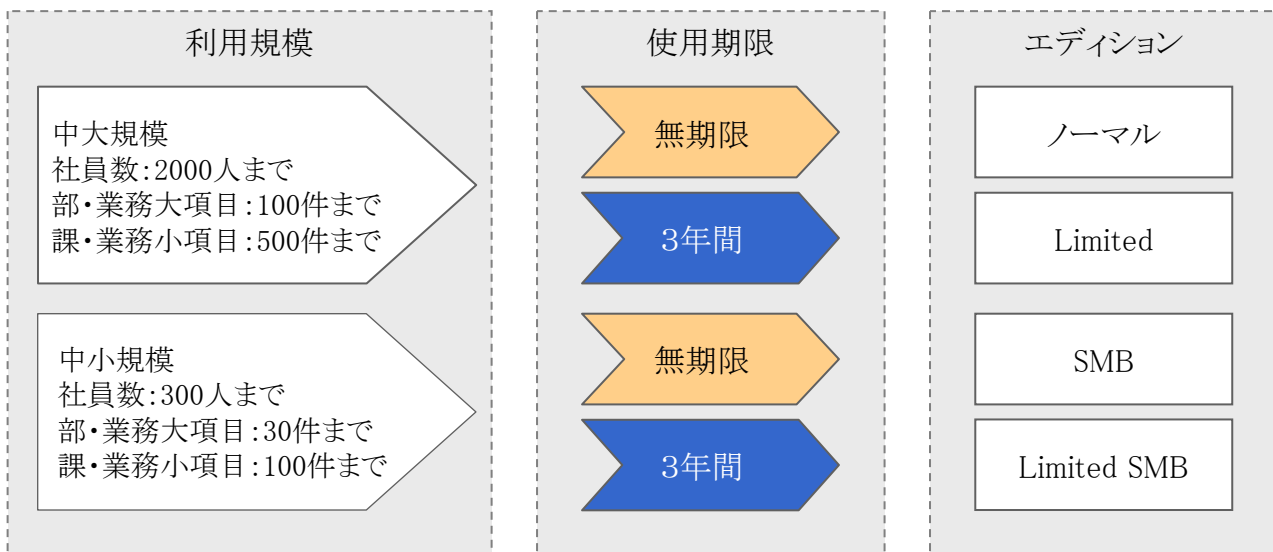 利用規模
中大規模
社員数:2000人まで
部・業務大項目:100件まで
課・業務小項目:500件まで
中小規模
社員数:300人まで
部・業務大項目:30件まで
課・業務小項目:100件まで
使用期限
無期限
３年間
無期限
３年間
エディション
ノーマル
Limited
SMB
Limited SMB